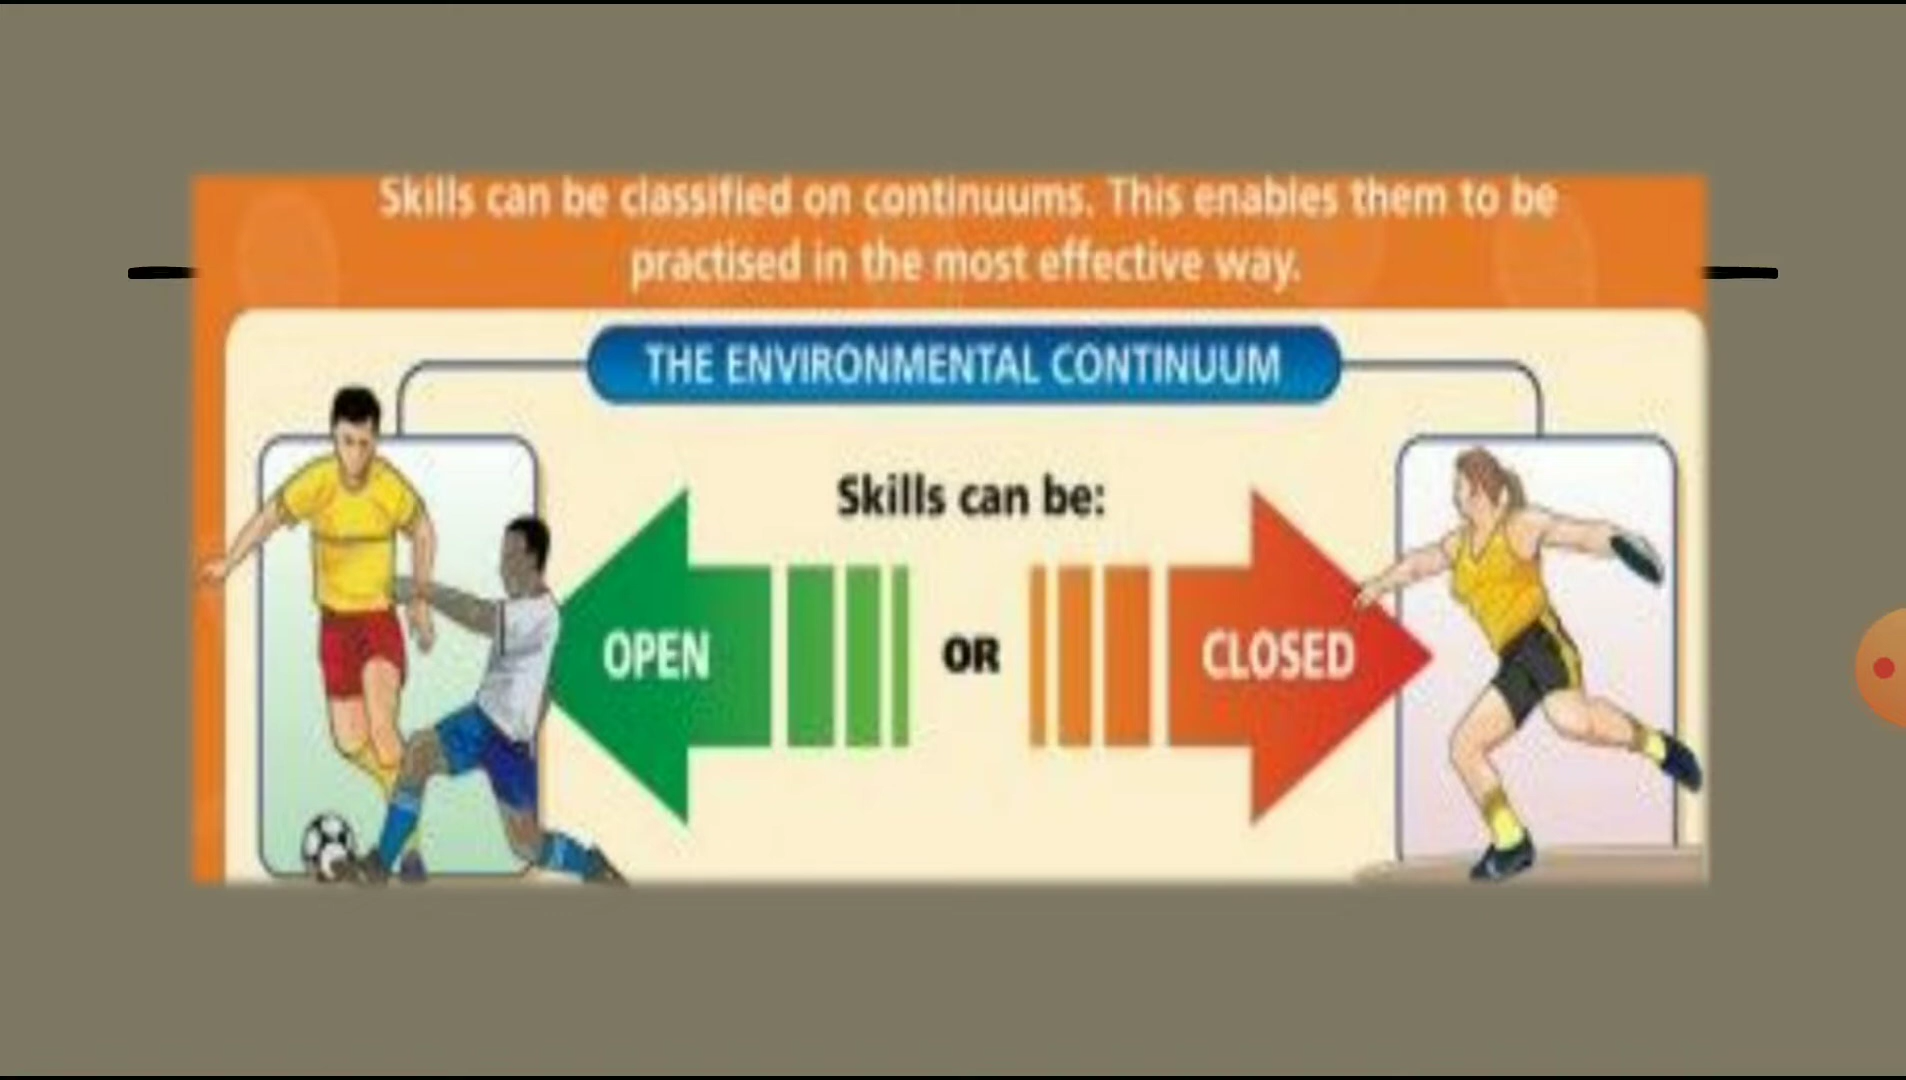 Skills can be classified on continuums. This enables them to be
practised in the most effective way.
THE ENVIRONMENTAL CONTINUUM
Skills can be:
OPEN
OR
CLOSED